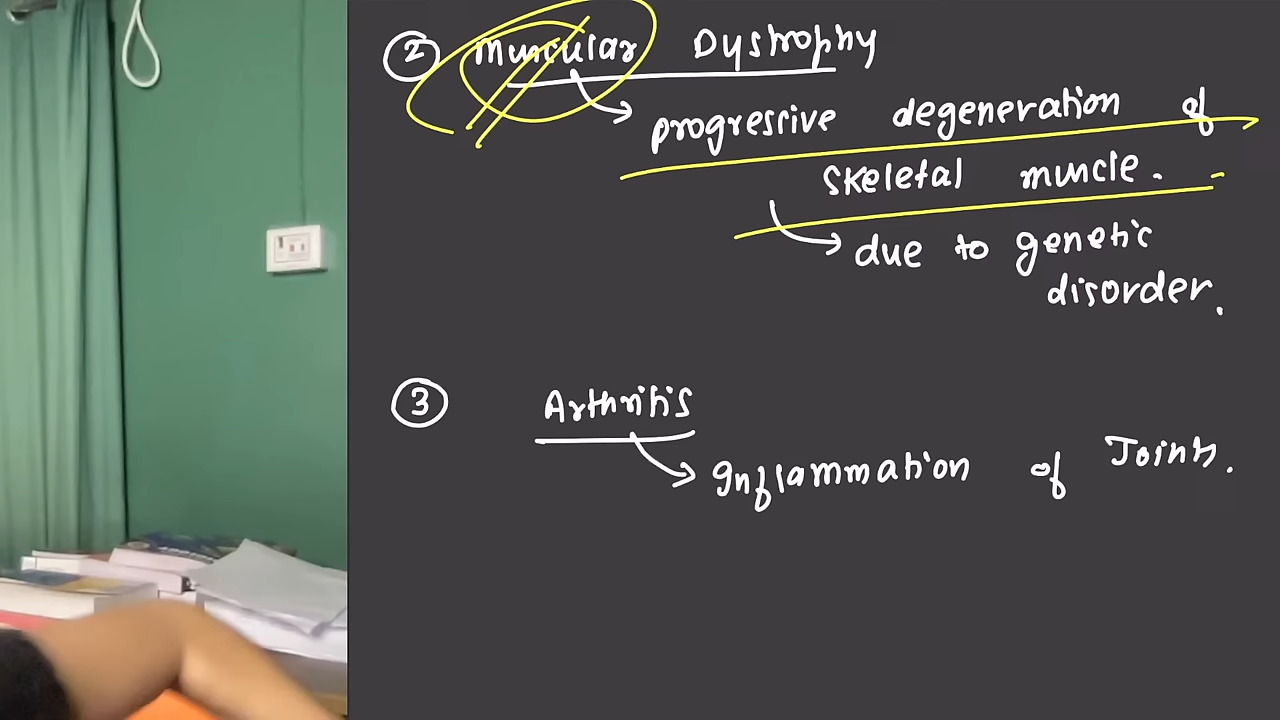 ② Muscular Dystrophy
progressive degeneration of
skeletal muscle.
due to genetic
disorder.
③ Arthritis
Inflammation of Joints.